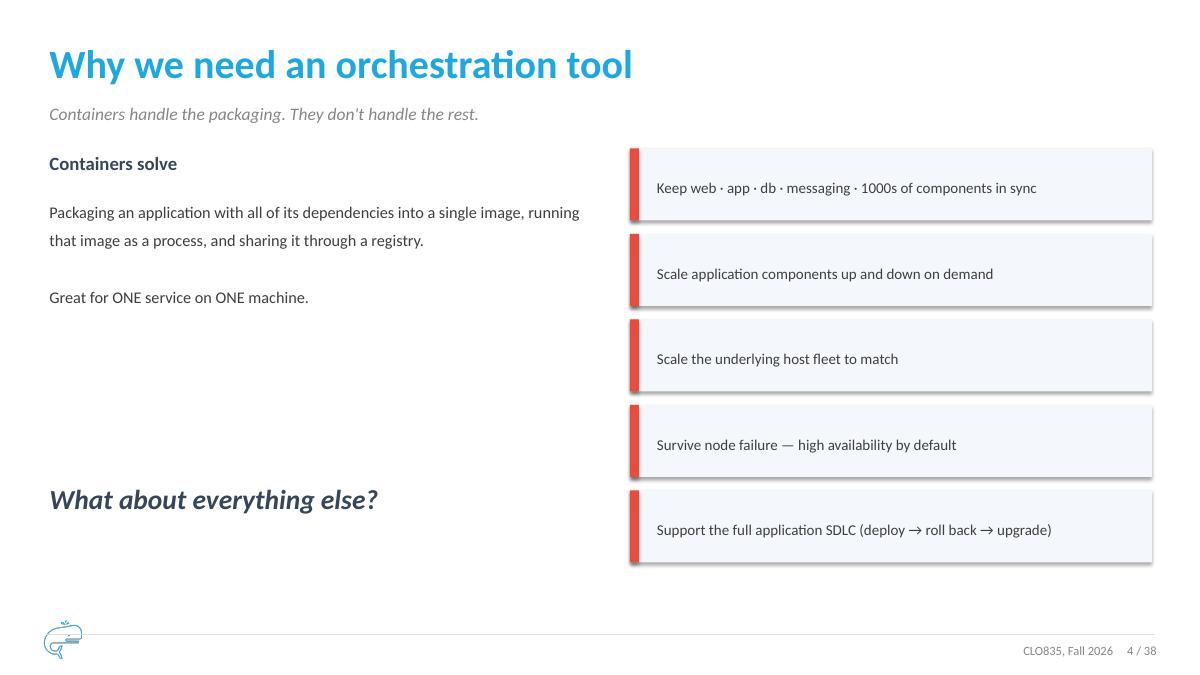 Why we need an orchestration tool
Containers handle the packaging. They don't handle the rest.
Containers solve
Packaging an application with all of its dependencies into a single image, running
that image as a process, and sharing it through a registry.
Great for ONE service on ONE machine.
What about everything else?
Keep web · app · db · messaging · 1000s of components in sync
Scale application components up and down on demand
Scale the underlying host fleet to match
Survive node failure — high availability by default
Support the full application SDLC (deploy → roll back → upgrade)
CLO835, Fall 2026 4 / 38